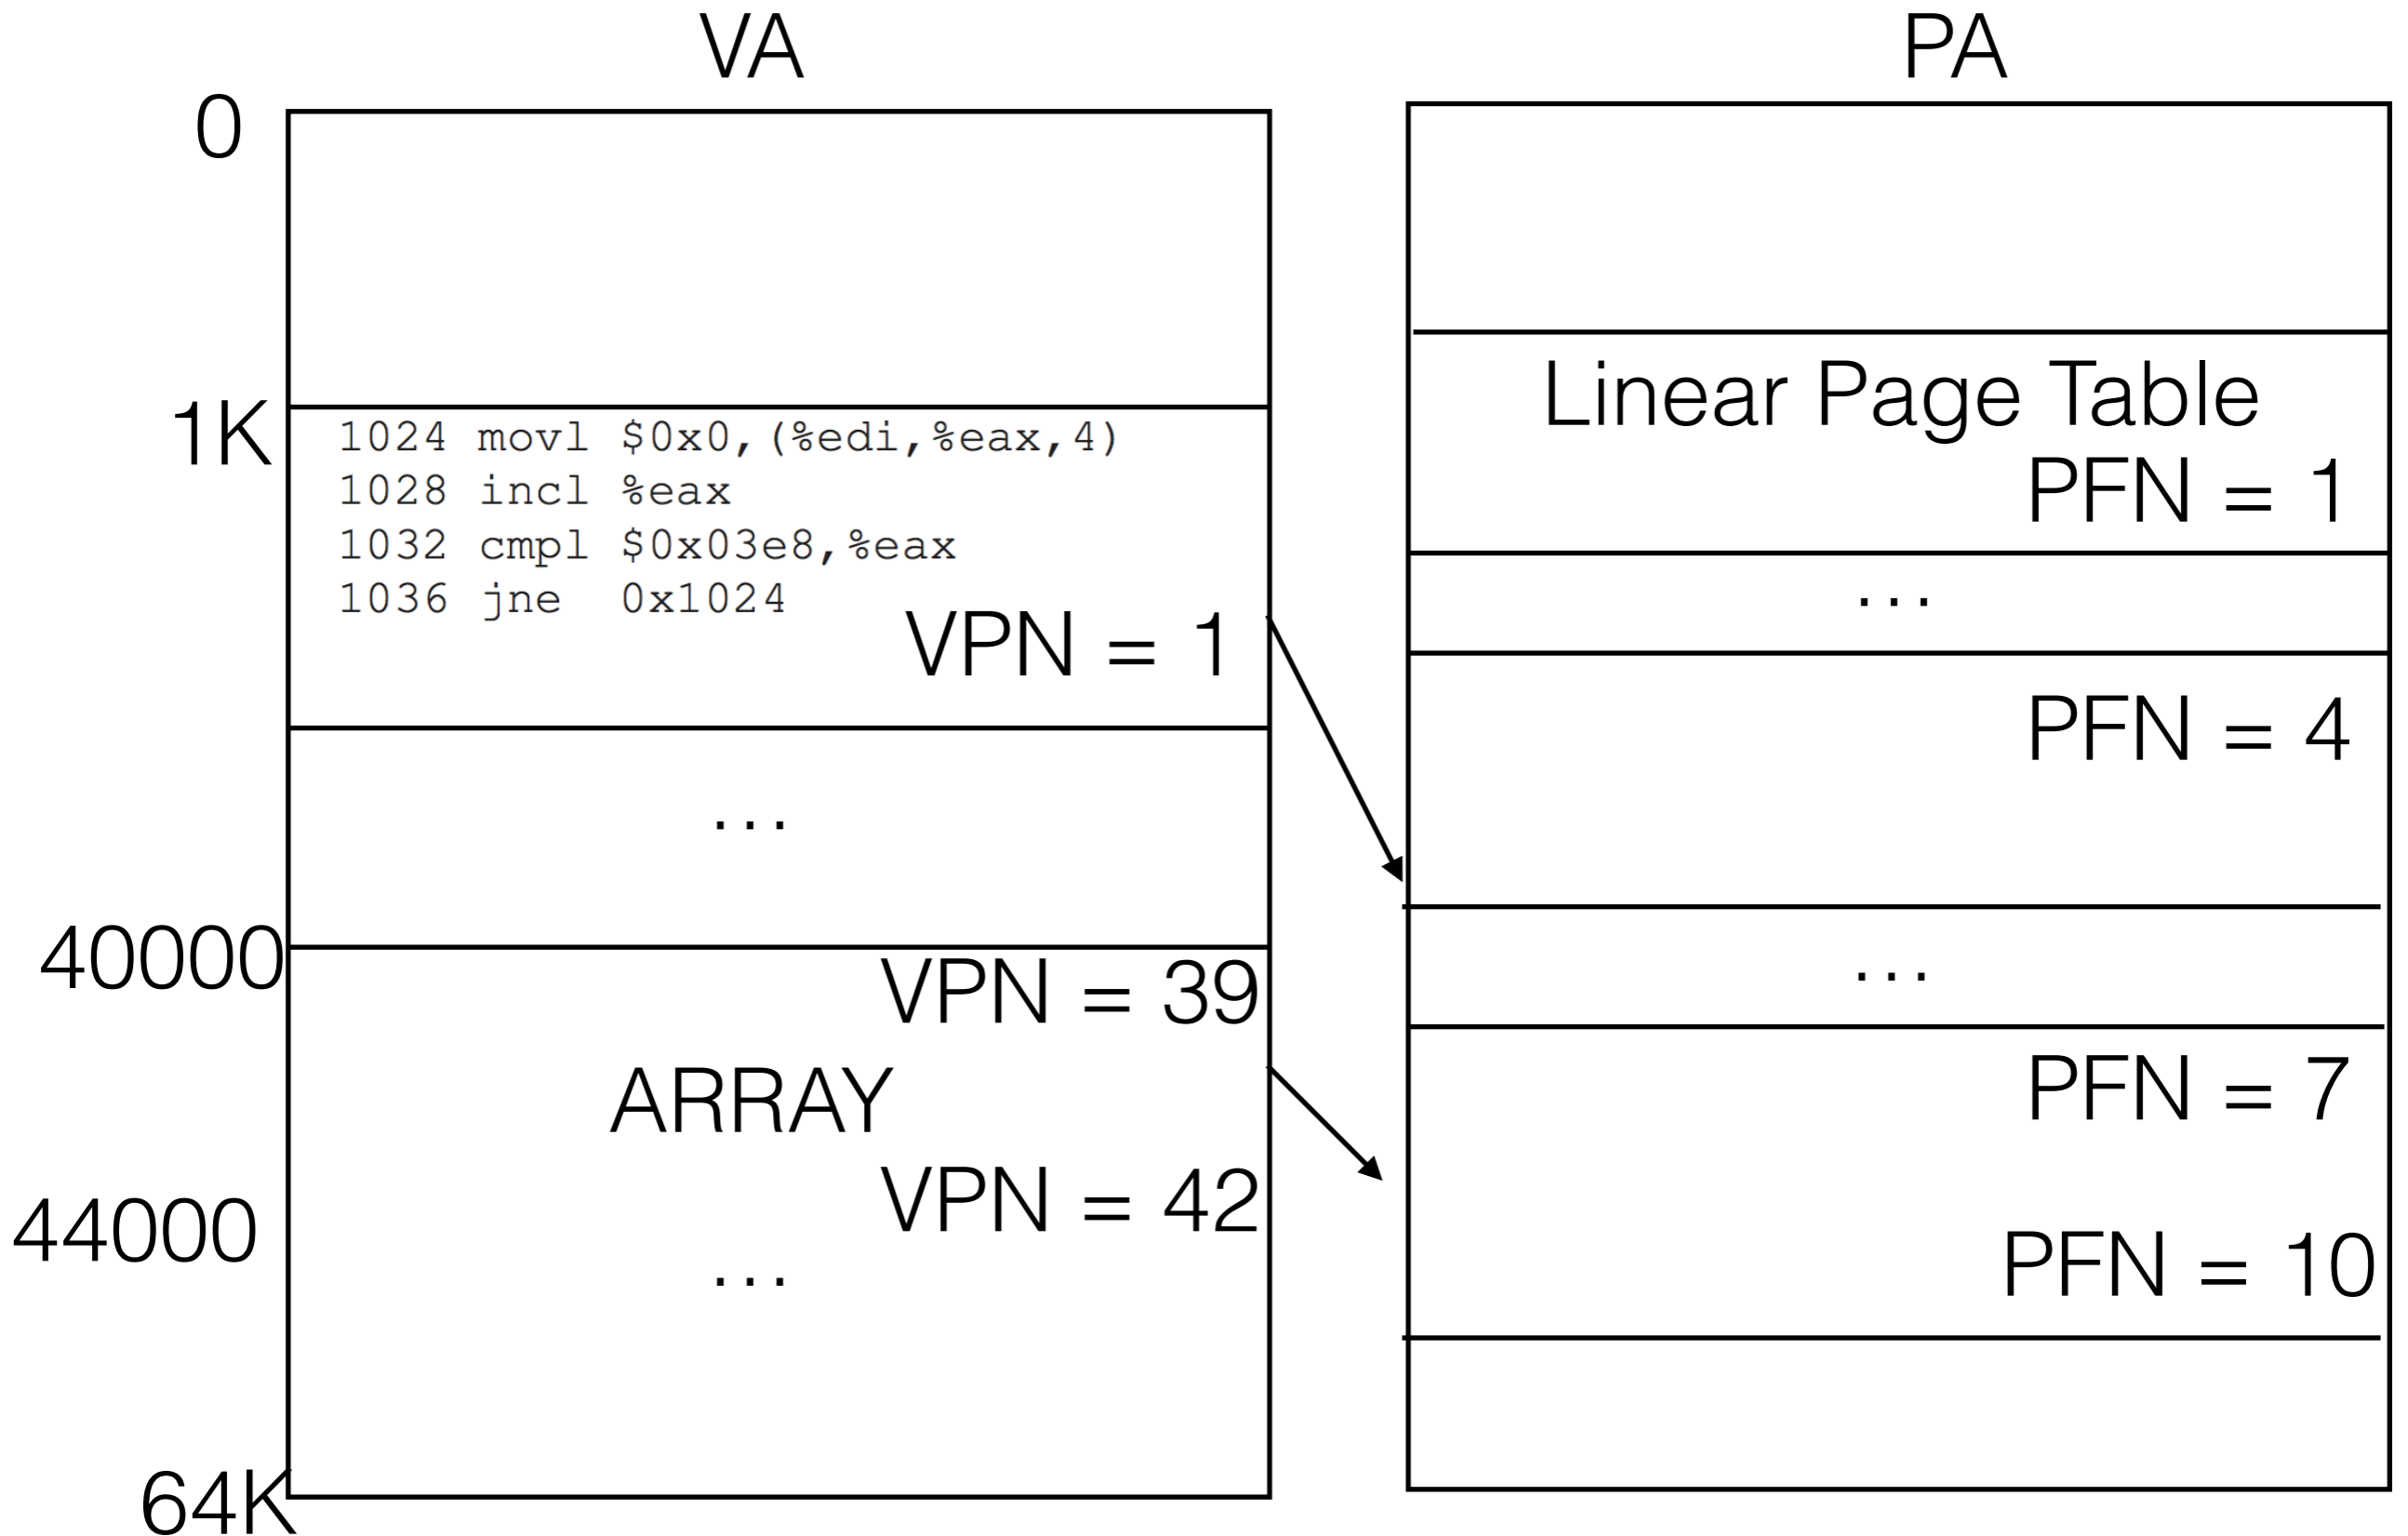 VA
0
1K
1024 movl $0x0,(%edi,%eax,4)
1028 incl %eax
1032 cmpl $0x03e8,%eax
1036 jne 0x1024
VPN = 1
...
40000
VPN = 39
ARRAY
VPN = 42
44000
...
64K
PA
Linear Page Table
PFN = 1
...
PFN = 4
...
PFN = 7
PFN = 10